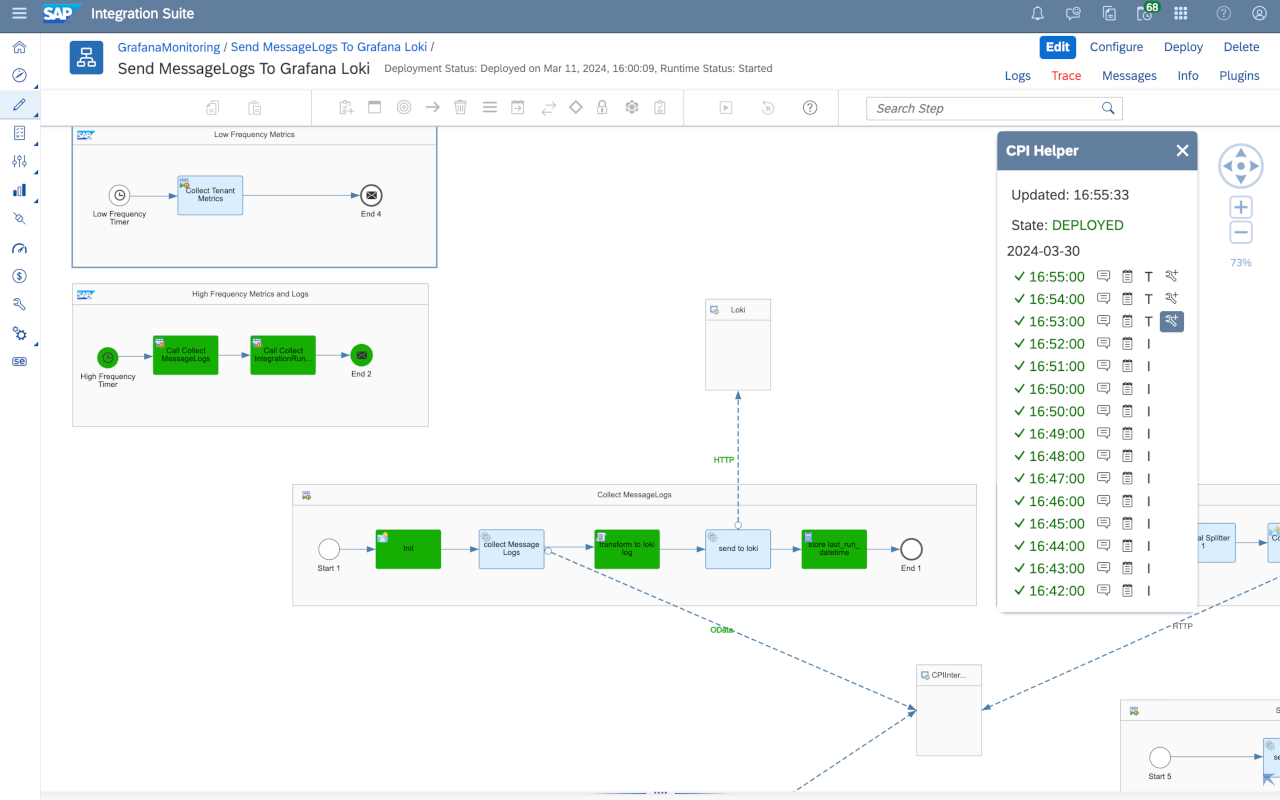 SAP Integration Suite
68
GrafanaMonitoring / Send MessageLogs To Grafana Loki /
Send MessageLogs To Grafana Loki
Deployment Status: Deployed on Mar 11, 2024, 16:00:09, Runtime Status: Started
Edit Configure Deploy Delete
Logs Trace Messages Info Plugins
Search Step
SAP Low Frequency Metrics
Low Frequency
Timer
Collect Tenant
Metrics
End 4
SAP High Frequency Metrics and Logs
High Frequency
Timer
Call Collect
MessageLogs
Call Collect
IntegrationRun...
End 2
Loki
HTTP
Collect MessageLogs
Start 1
Init
collect Message
Logs
transform to loki
log
send to loki
store last_run_
datetime
End 1
OData
CPIInter...
HTTP
al Splitter
1
Co
S
Start 5
se
CPI Helper
Updated: 16:55:33
State: DEPLOYED
2024-03-30
16:55:00 T
16:54:00 T
16:53:00 T
16:52:00 I
16:51:00 I
16:50:00 I
16:50:00 I
16:49:00 I
16:48:00 I
16:47:00 I
16:46:00 I
16:45:00 I
16:44:00 I
16:43:00 I
16:42:00 I
73%